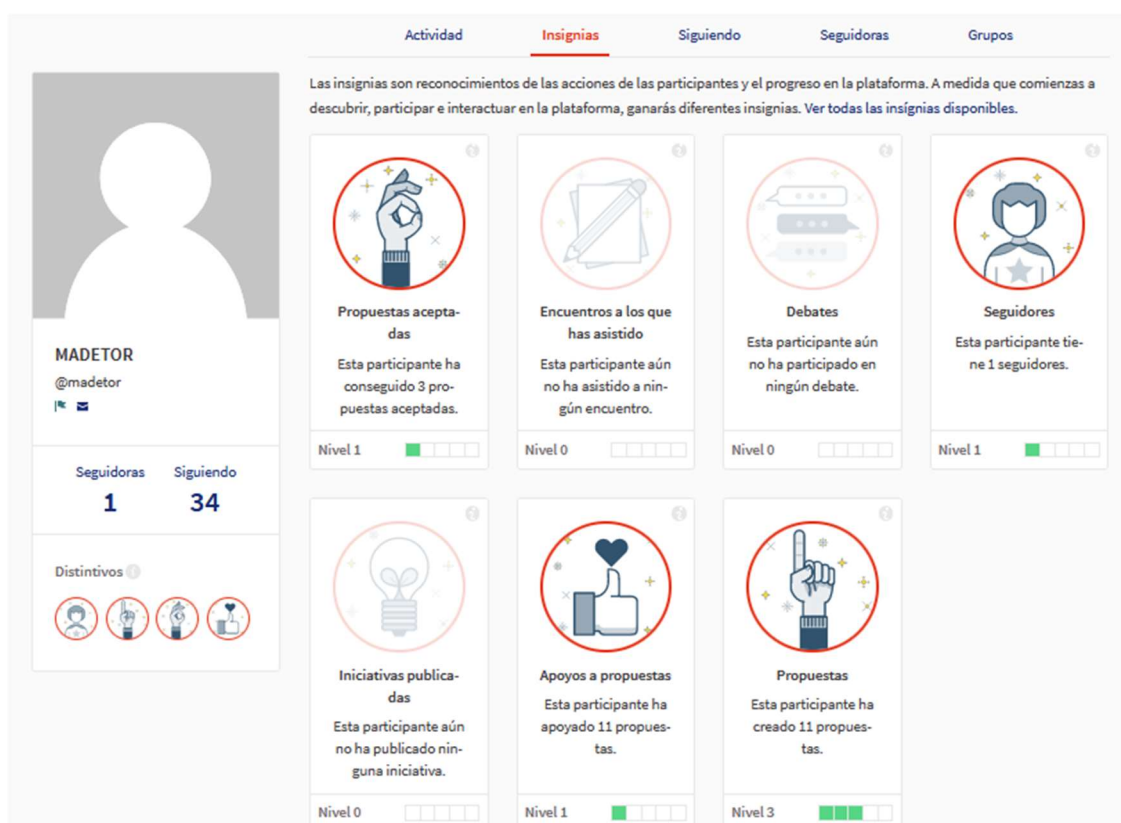 Actividad Insignias Siguiendo Seguidoras Grupos
Las insignias son reconocimientos de las acciones de las participantes y el progreso en la plataforma. A medida que comienzas a
descubrir, participar e interactuar en la plataforma, ganarás diferentes insignias. Ver todas las insígnias disponibles.
MADETOR
@madetor
Seguidoras Siguiendo
1 34
Distintivos
Propuestas acepta-
das
Esta participante ha
conseguido 3 pro-
puestas aceptadas.
Nivel 1
Encuentros a los que
has asistido
Esta participante aún
no ha asistido a nin-
gún encuentro.
Nivel 0
Debates
Esta participante aún
no ha participado en
ningún debate.
Nivel 0
Seguidores
Esta participante tie-
ne 1 seguidores.
Nivel 1
Iniciativas publica-
das
Esta participante aún
no ha publicado nin-
guna iniciativa.
Nivel 0
Apoyos a propuestas
Esta participante ha
apoyado 11 propues-
tas.
Nivel 1
Propuestas
Esta participante ha
creado 11 propues-
tas.
Nivel 3